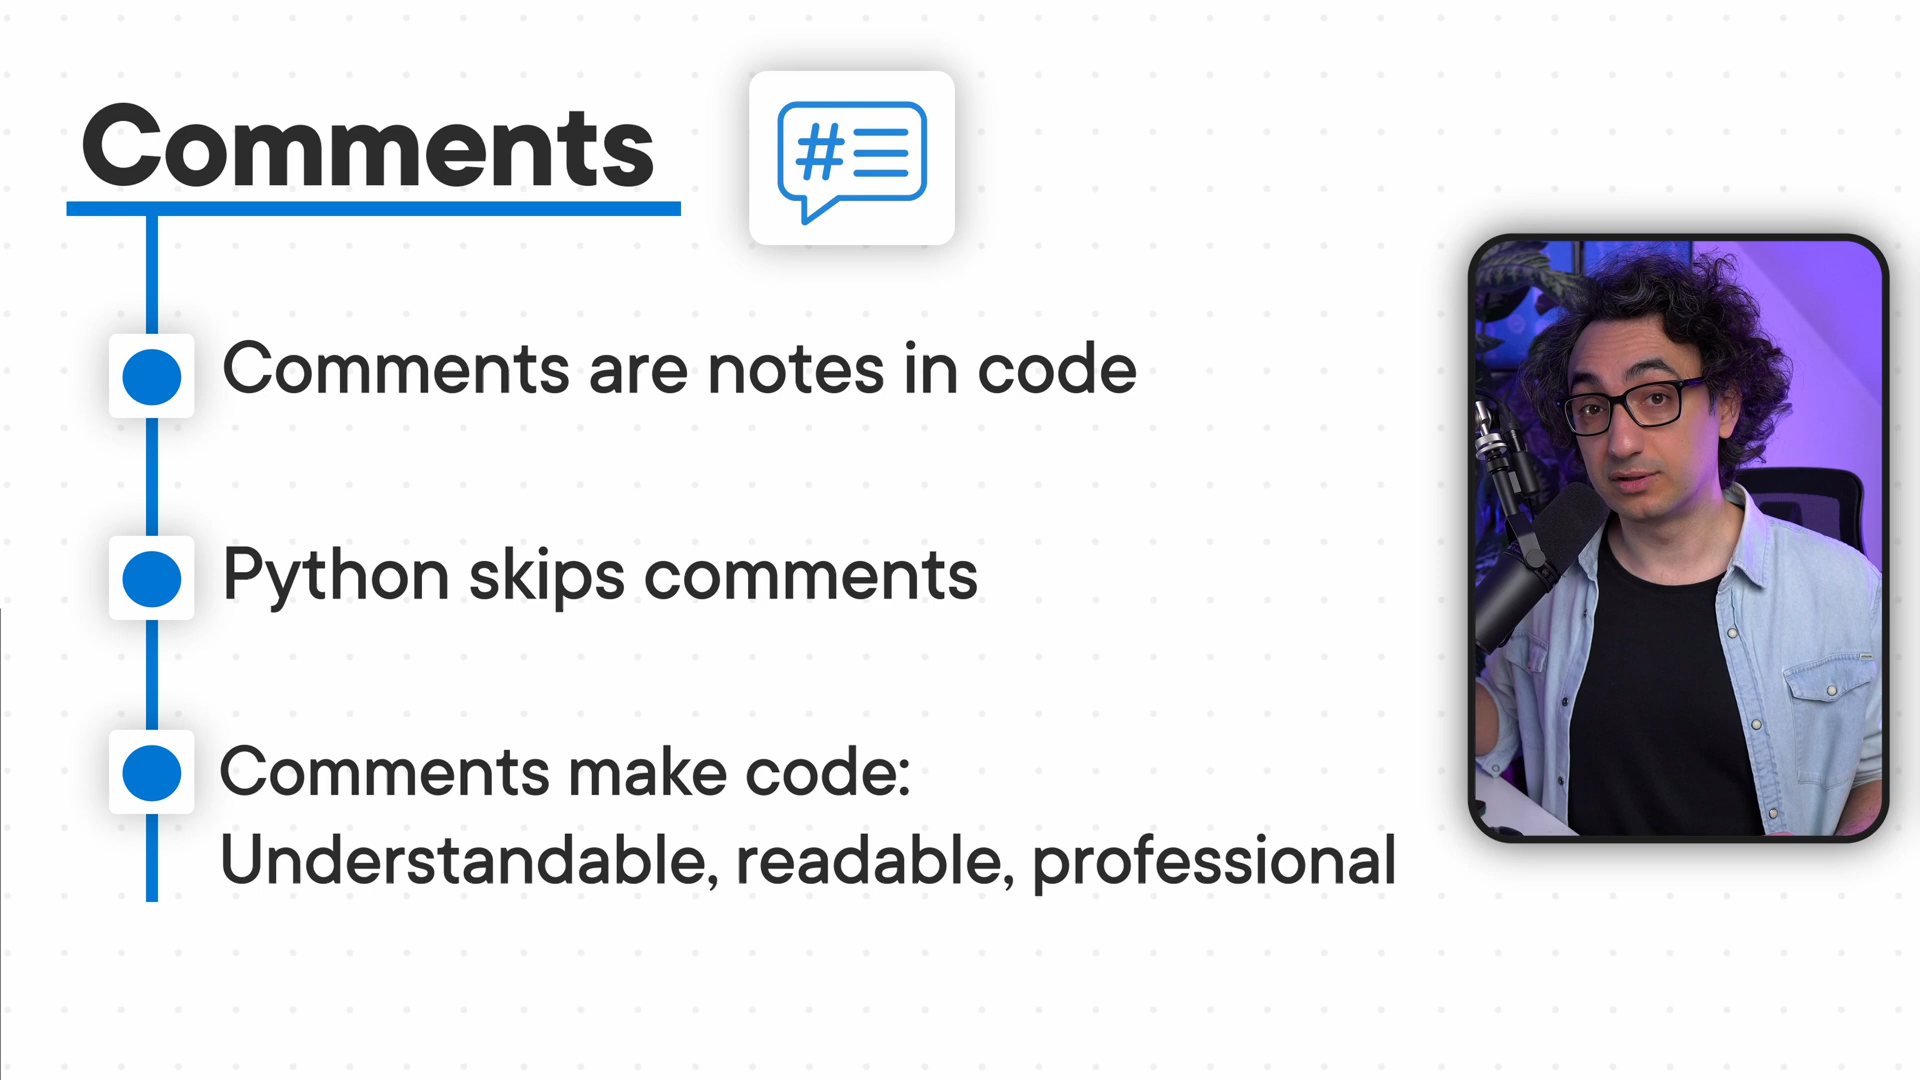 Comments
#
Comments are notes in code
Python skips comments
Comments make code:
Understandable, readable, professional